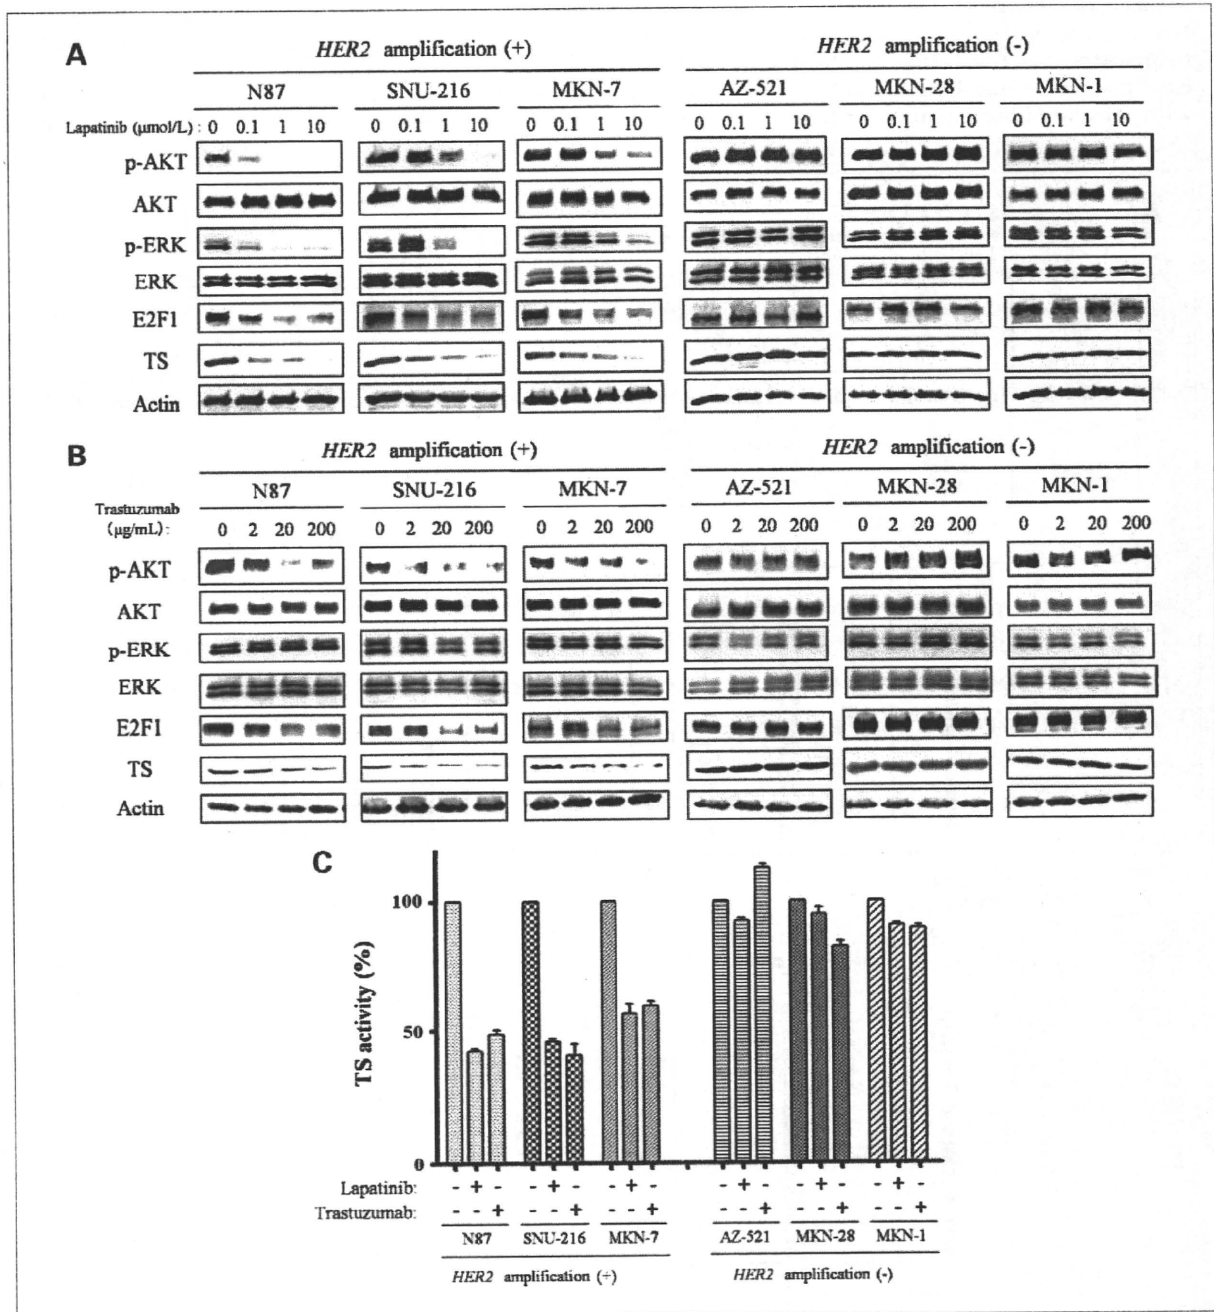 A
HER2 amplification (+) HER2 amplification (-)
N87 SNU-216 MKN-7 AZ-521 MKN-28 MKN-1
Lapatinib (μmol/L) : 0 0.1 1 10 0 0.1 1 10 0 0.1 1 10 0 0.1 1 10 0 0.1 1 10 0 0.1 1 10
p-AKT
AKT
p-ERK
ERK
E2F1
TS
Actin
B
HER2 amplification (+) HER2 amplification (-)
N87 SNU-216 MKN-7 AZ-521 MKN-28 MKN-1
Trastuzumab
(μg/mL) : 0 2 20 200 0 2 20 200 0 2 20 200 0 2 20 200 0 2 20 200 0 2 20 200
p-AKT
AKT
p-ERK
ERK
E2F1
TS
Actin
C
TS activity (%)
100
50
0
Lapatinib: - + - - + - - + - - + - - + - - + -
Trastuzumab: - - + - - + - - + - - + - - + - - +
N87 SNU-216 MKN-7 AZ-521 MKN-28 MKN-1
HER2 amplification (+) HER2 amplification (-)